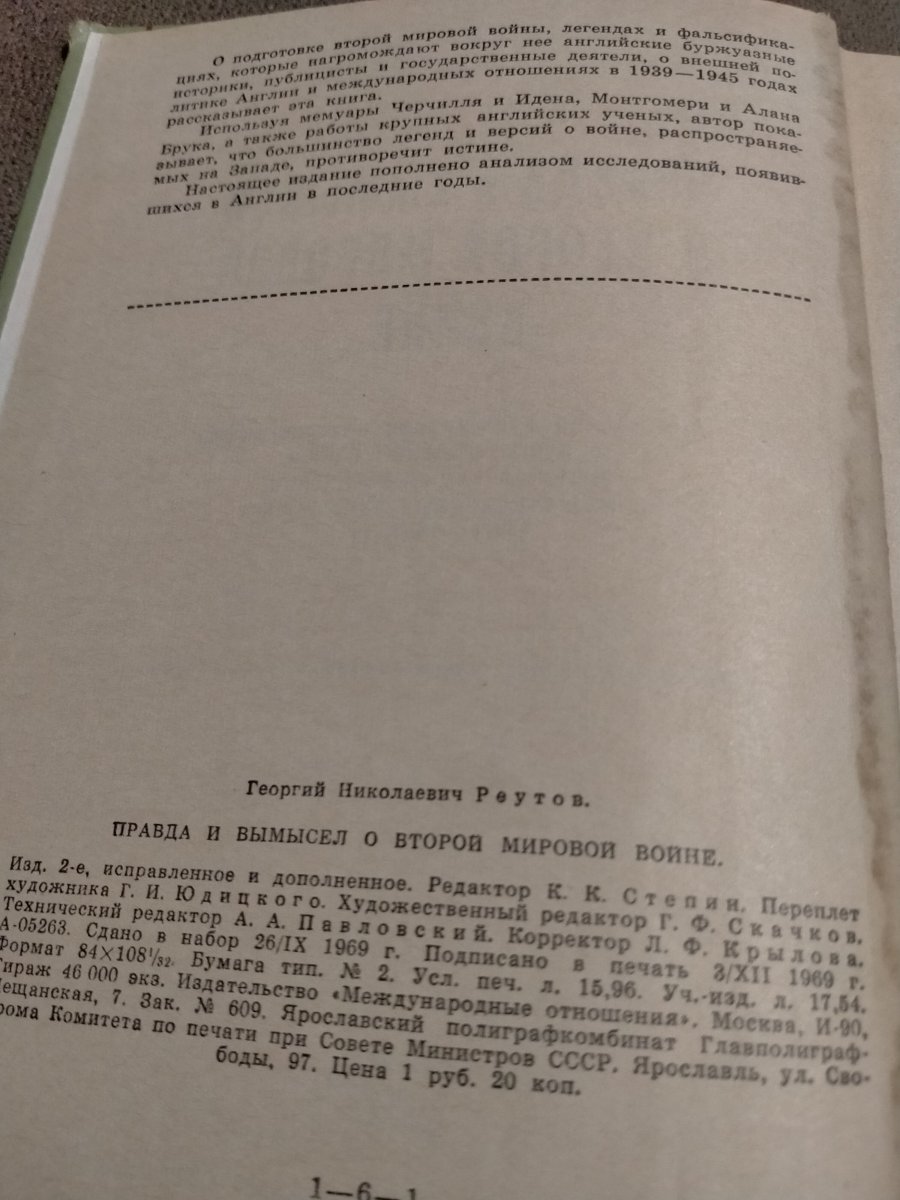 О подготовке второй мировой войны, легендах и фальсифика-
циях, которые нагромождают вокруг нее английские буржуазные
историки, публицисты и государственные деятели, о внешней по-
литике Англии и международных отношениях в 1939—1945 годах
рассказывает эта книга.
Используя мемуары Черчилля и Идена, Монтгомери и Алана
Брука, а также работы крупных английских ученых, автор пока-
зывает, что большинство легенд и версий о войне, распространяе-
мых на Западе, противоречит истине.
Настоящее издание пополнено анализом исследований, появив-
шихся в Англии в последние годы.
Георгий Николаевич Реутов.
ПРАВДА И ВЫМЫСЕЛ О ВТОРОЙ МИРОВОЙ ВОЙНЕ.
Изд. 2-е, исправленное и дополненное. Редактор К. К. Степин. Переплет
художника Г. И. Юдицкого. Художественный редактор Г. Ф. Скачков.
Технический редактор А. А. Павловский. Корректор Л. Ф. Крылова.
А-05263. Сдано в набор 26/IX 1969 г. Подписано в печать 3/XII 1969 г.
Формат 84×108¹/₃₂. Бумага тип. № 2. Усл. печ. л. 15,96. Уч.-изд. л. 17,54.
Тираж 46 000 экз. Издательство «Международные отношения». Москва, И-90,
Мещанская, 7. Зак. № 609. Ярославский полиграфкомбинат Главполиграф-
прома Комитета по печати при Совете Министров СССР. Ярославль, ул. Сво-
боды, 97. Цена 1 руб. 20 коп.
1—6—1